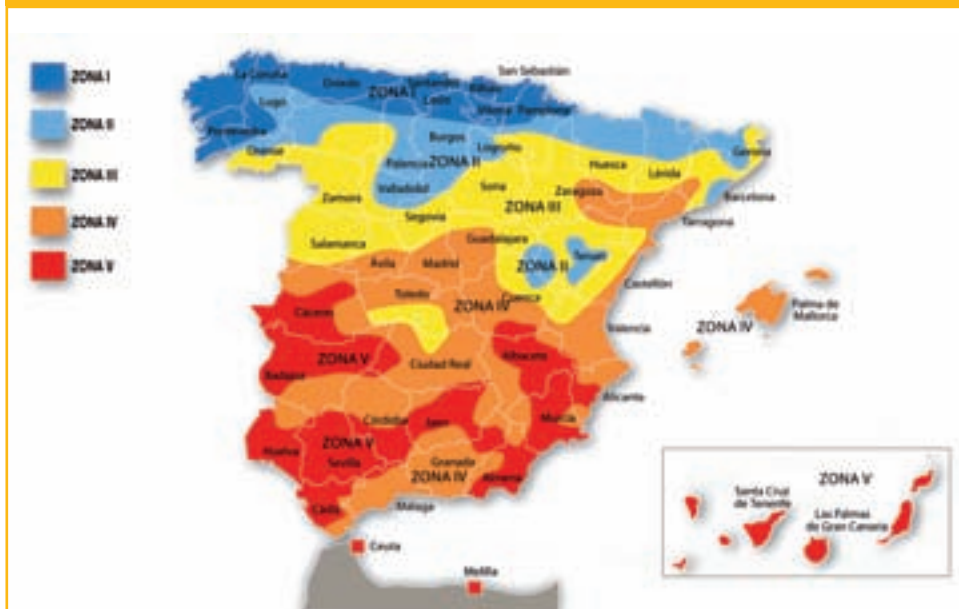 ZONA I
ZONA II
ZONA III
ZONA IV
ZONA V
La Coruña
Oviedo
Santander
Bilbao
San Sebastián
ZONA I
León
Vitoria
Pamplona
Lugo
Pontevedra
Orense
Burgos
Logroño
Palencia
ZONA II
Valladolid
Huesca
Lérida
Gerona
Zamora
Soria
Zaragoza
Barcelona
ZONA III
Segovia
Tarragona
Salamanca
Guadalajara
Ávila
Madrid
ZONA II
Teruel
Toledo
Cuenca
Castellón
ZONA IV
Cáceres
Valencia
ZONA IV
Palma de
Mallorca
ZONA V
Ciudad Real
Albacete
Badajoz
Alicante
Córdoba
Jaen
Murcia
Huelva
ZONA V
Sevilla
Granada
ZONA IV
Almería
Cádiz
Málaga
Ceuta
Melilla
ZONA V
Santa Cruz
de Tenerife
Las Palmas
de Gran Canaria